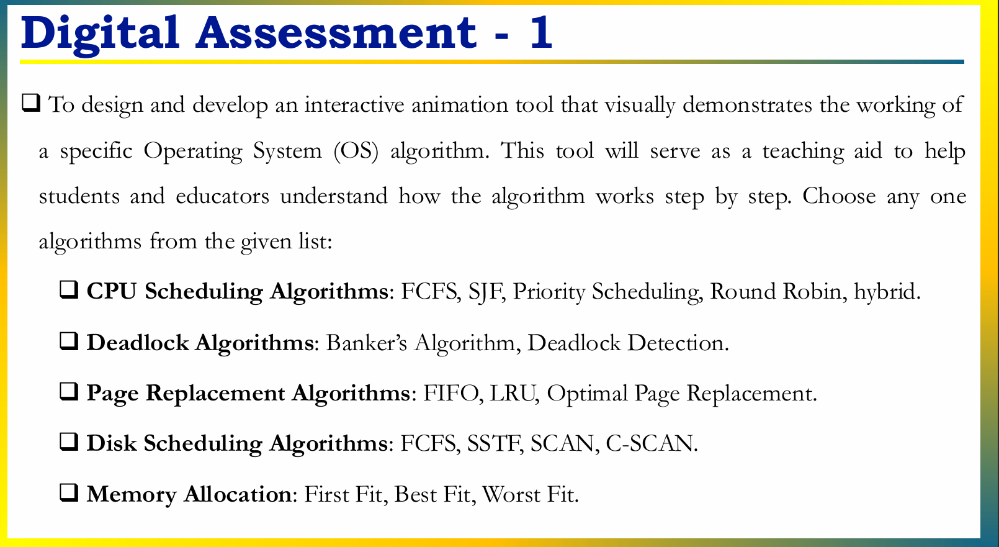 Digital Assessment - 1
❑ To design and develop an interactive animation tool that visually demonstrates the working of
a specific Operating System (OS) algorithm. This tool will serve as a teaching aid to help
students and educators understand how the algorithm works step by step. Choose any one
algorithms from the given list:
❑ CPU Scheduling Algorithms: FCFS, SJF, Priority Scheduling, Round Robin, hybrid.
❑ Deadlock Algorithms: Banker’s Algorithm, Deadlock Detection.
❑ Page Replacement Algorithms: FIFO, LRU, Optimal Page Replacement.
❑ Disk Scheduling Algorithms: FCFS, SSTF, SCAN, C-SCAN.
❑ Memory Allocation: First Fit, Best Fit, Worst Fit.